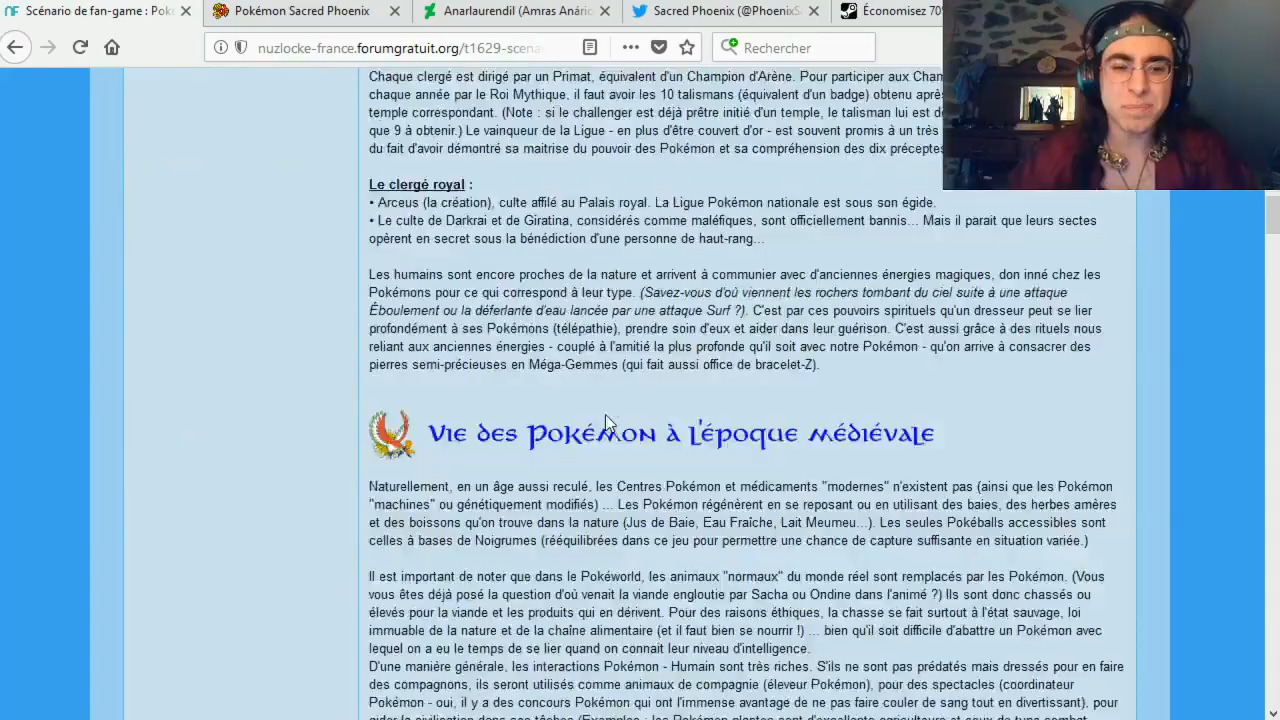 Scénario de fan-game : Poké
Pokémon Sacred Phoenix
Amrlaurendil (Amras Anário
Sacred Phoenix (@PhoenixSa
Économisez 70%
nuzlocke-france.forumgratuit.org/t1629-scena
Rechercher
Chaque clergé est dirigé par un Primat, équivalent d'un Champion d'Arène. Pour participer aux Cham
chaque année par le Roi Mythique, il faut avoir les 10 talismans (équivalent d'un badge) obtenu aprè
temple correspondant. (Note : si le challenger est déjà prêtre initié d'un temple, le talisman lui est d
que 9 à obtenir.) Le vainqueur de la Ligue - en plus d'être couvert d'or - est souvent promis à un très
du fait d'avoir démontré sa maitrise du pouvoir des Pokémon et sa compréhension des dix préceptes
Le clergé royal :
• Arceus (la création), culte affilé au Palais royal. La Ligue Pokémon nationale est sous son égide.
• Le culte de Darkrai et de Giratina, considérés comme maléfiques, sont officiellement bannis... Mais il parait que leurs sectes
opèrent en secret sous la bénédiction d'une personne de haut-rang...
Les humains sont encore proches de la nature et arrivent à communier avec d'anciennes énergies magiques, don inné chez les
Pokémons pour ce qui correspond à leur type. (Savez-vous d'où viennent les rochers tombant du ciel suite à une attaque
Éboulement ou la déferlante d'eau lancée par une attaque Surf ?). C'est par ces pouvoirs spirituels qu'un dresseur peut se lier
profondément à ses Pokémons (télépathie), prendre soin d'eux et aider dans leur guérison. C'est aussi grâce à des rituels nous
reliant aux anciennes énergies - couplé à l'amitié la plus profonde qu'il soit avec notre Pokémon - qu'on arrive à consacrer des
pierres semi-précieuses en Méga-Gemmes (qui fait aussi office de bracelet-Z).
Vie des Pokémon à l'époque médiévale
Naturellement, en un âge aussi reculé, les Centres Pokémon et médicaments "modernes" n'existent pas (ainsi que les Pokémon
"machines" ou génétiquement modifiés) ... Les Pokémon régénèrent en se reposant ou en utilisant des baies, des herbes amères
et des boissons qu'on trouve dans la nature (Jus de Baie, Eau Fraîche, Lait Meumeu...). Les seules Pokéballs accessibles sont
celles à bases de Noigrumes (rééquilibrées dans ce jeu pour permettre une chance de capture suffisante en situation variée.)
Il est important de noter que dans le Pokéworld, les animaux "normaux" du monde réel sont remplacés par les Pokémon. (Vous
vous êtes déjà posé la question d'où venait la viande engloutie par Sacha ou Ondine dans l'animé ?) Ils sont donc chassés ou
élevés pour la viande et les produits qui en dérivent. Pour des raisons éthiques, la chasse se fait surtout à l'état sauvage, loi
immuable de la nature et de la chaîne alimentaire (et il faut bien se nourrir !) ... bien qu'il soit difficile d'abattre un Pokémon avec
lequel on a eu le temps de se lier quand on connait leur niveau d'intelligence.
D'une manière générale, les interactions Pokémon - Humain sont très riches. S'ils ne sont pas prédatés mais dressés pour en faire
des compagnons, ils seront utilisés comme animaux de compagnie (éleveur Pokémon), pour des spectacles (coordinateur
Pokémon - oui, il y a des concours Pokémon qui ont l'immense avantage de ne pas faire couler de sang tout en divertissant), pour